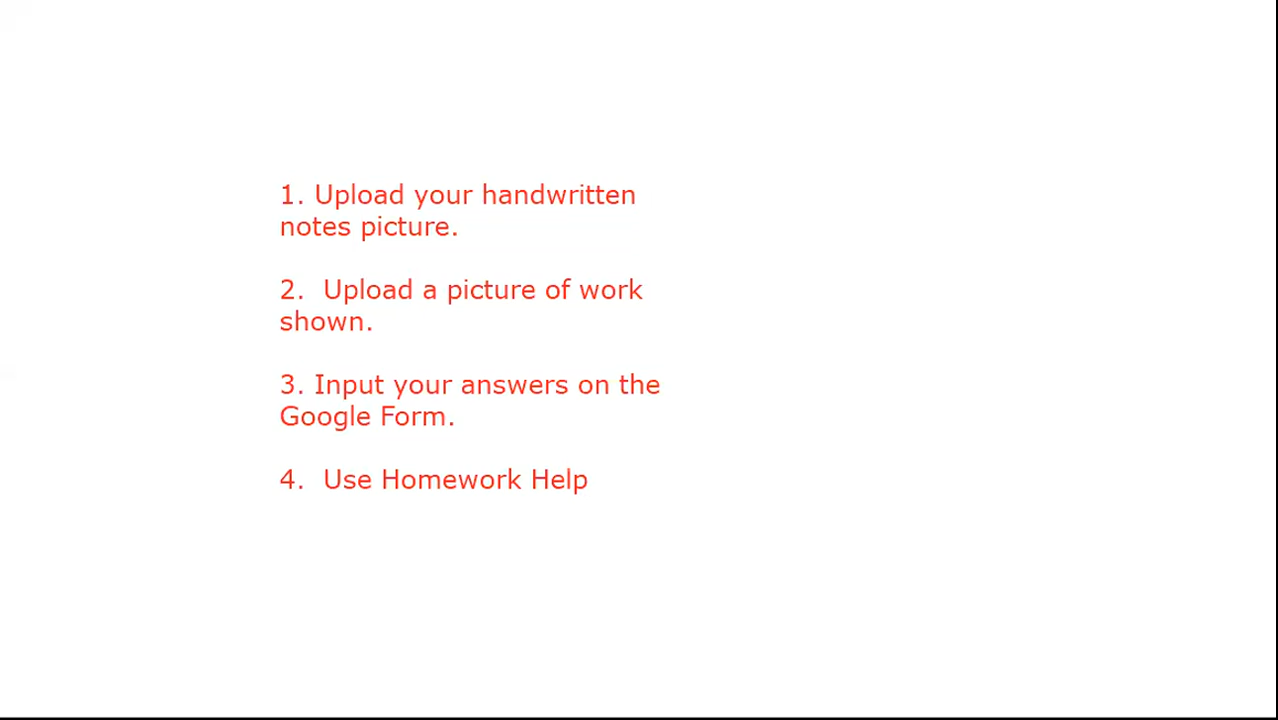 1. Upload your handwritten
notes picture.
2.  Upload a picture of work
shown.
3. Input your answers on the
Google Form.
4.  Use Homework Help